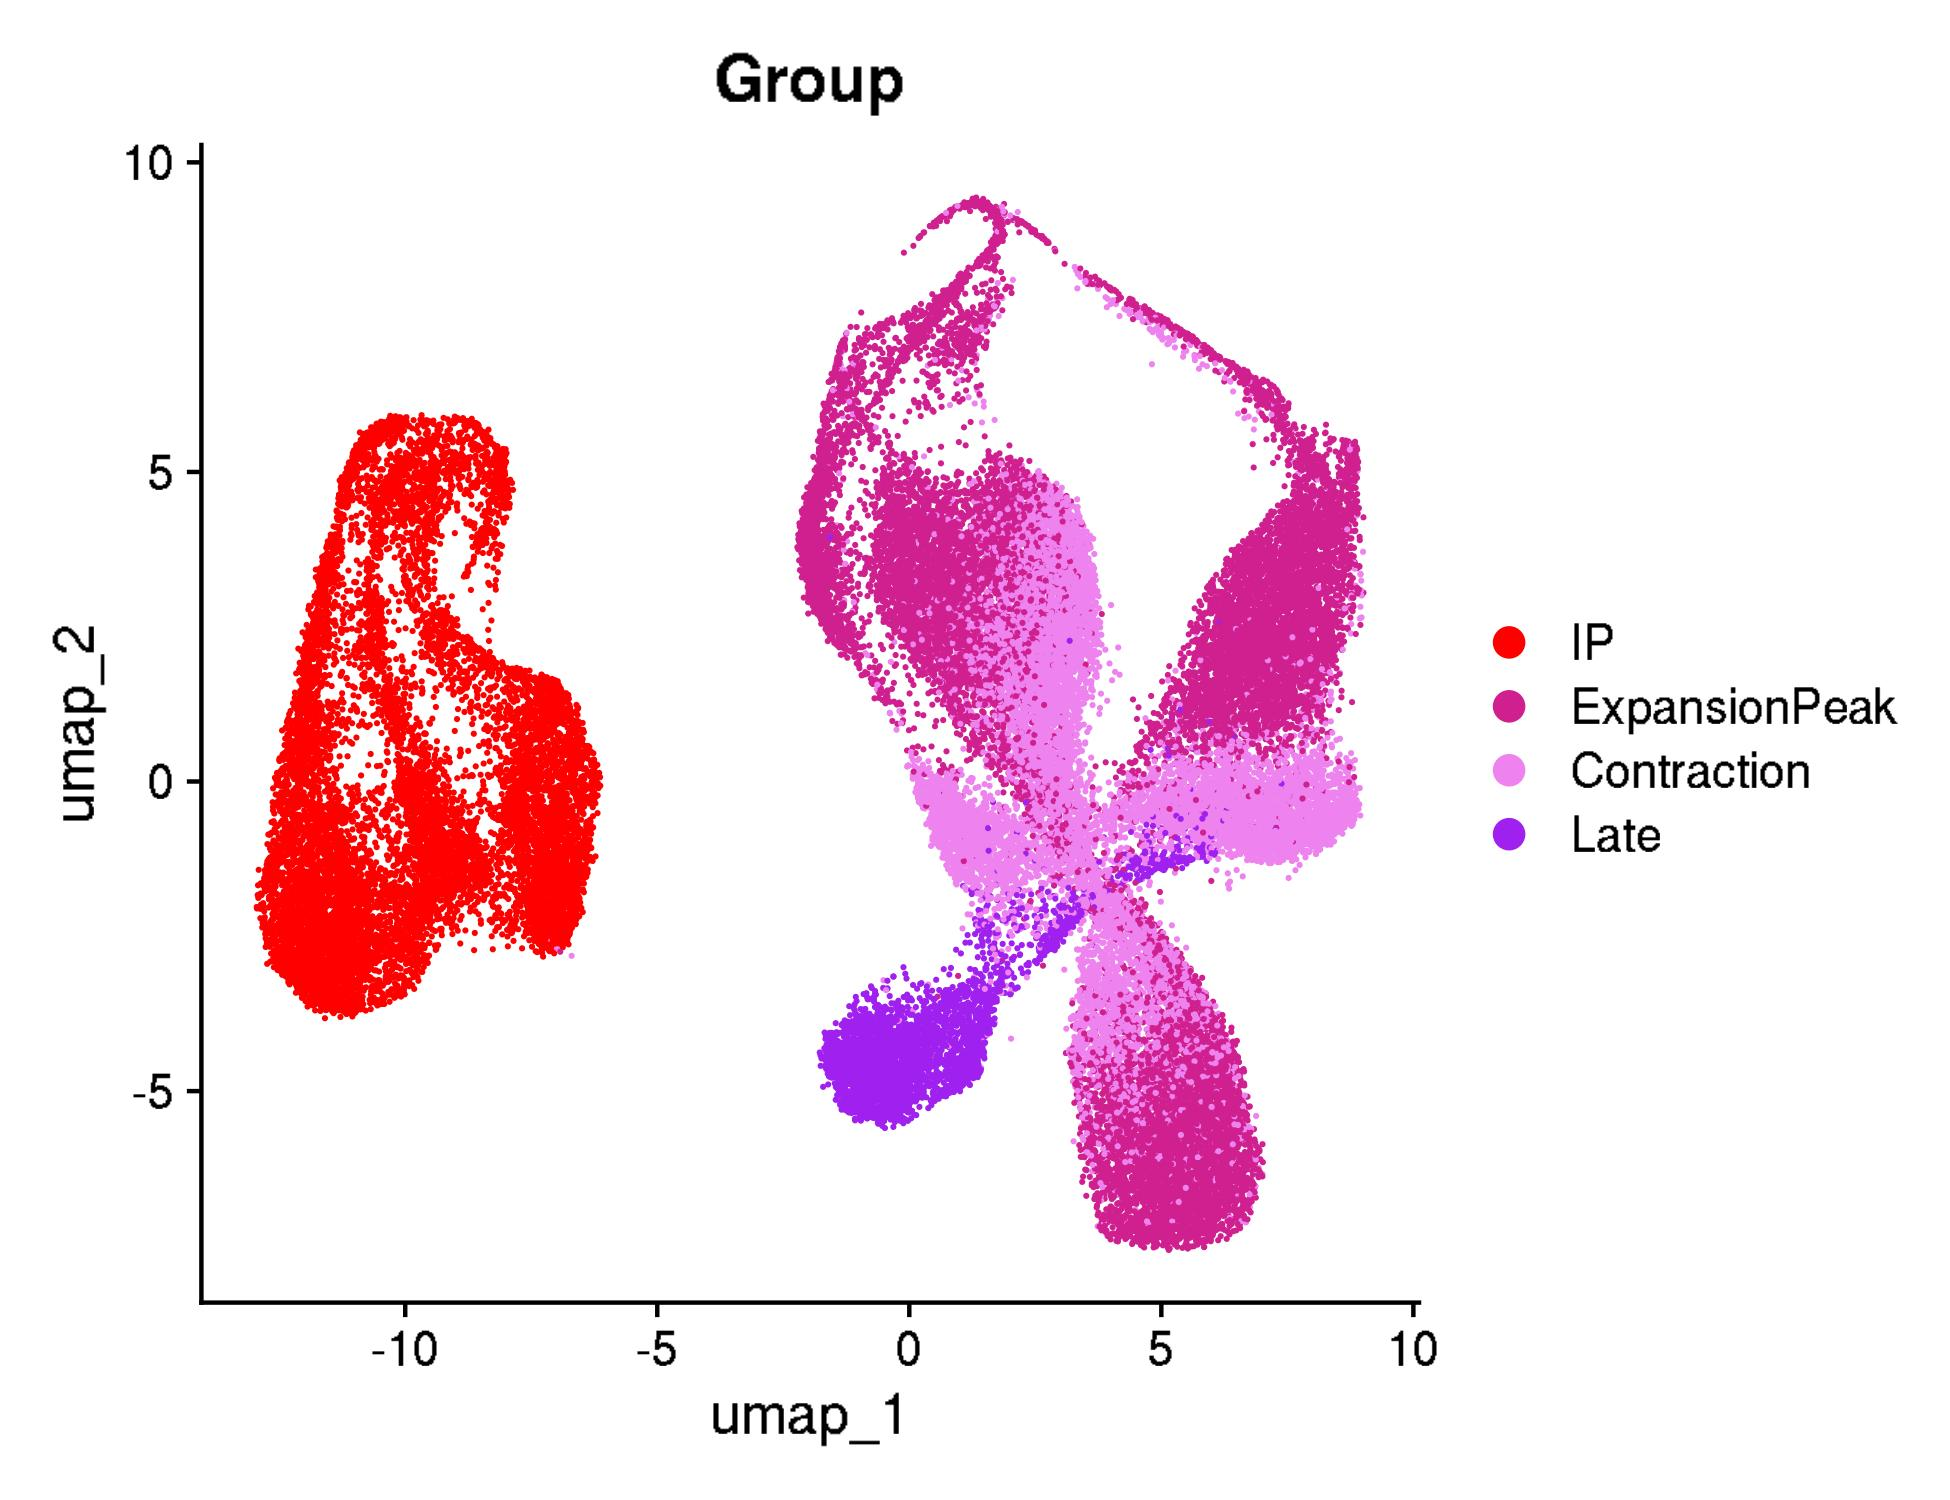 Group
10
5
0
-5
umap_2
-10
-5
0
5
10
umap_1
IP
ExpansionPeak
Contraction
Late